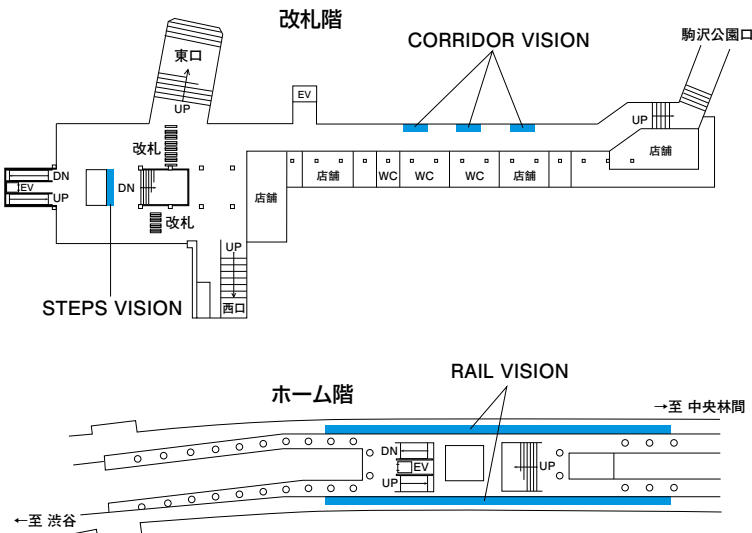 改札階
CORRIDOR VISION
駒沢公園口
東口
UP
EV
UP
改札
店舗
DN
EV
UP
DN
店舗
WC
WC
WC
店舗
店舗
改札
UP
西口
STEPS VISION
RAIL VISION
ホーム階
→至 中央林間
DN
EV
UP
UP
←至 渋谷